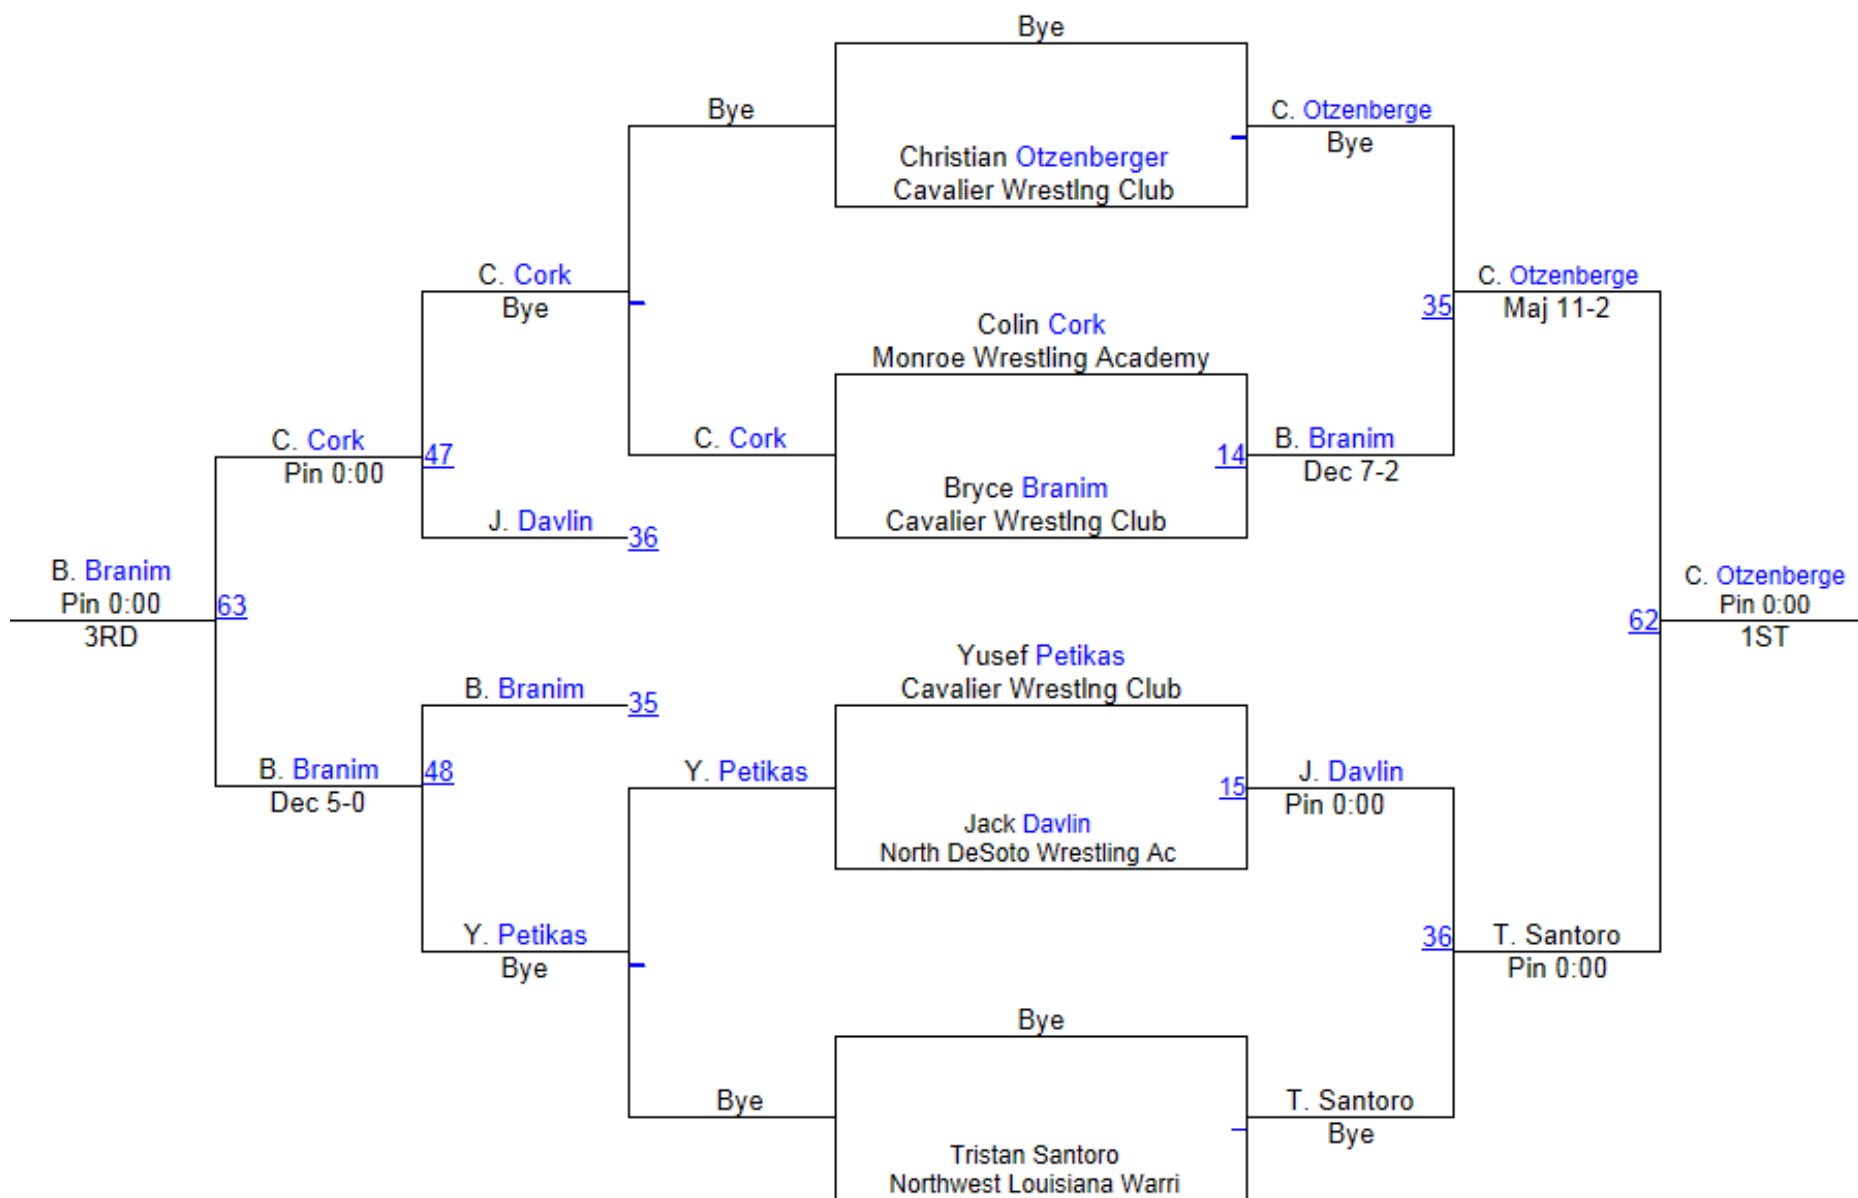 Bye
Bye
C. Otzenberge
Bye
Christian Otzenberger
Cavalier Wrestlng Club
C. Cork
Bye
C. Otzenberge
Maj 11-2
35
Colin Cork
Monroe Wrestling Academy
C. Cork
Pin 0:00
47
C. Cork
14
B. Branim
Dec 7-2
Bryce Branim
Cavalier Wrestlng Club
J. Davlin
36
B. Branim
Pin 0:00
3RD
63
C. Otzenberge
Pin 0:00
1ST
62
Yusef Petikas
Cavalier Wrestlng Club
B. Branim
35
B. Branim
Dec 5-0
48
Y. Petikas
15
J. Davlin
Pin 0:00
Jack Davlin
North DeSoto Wrestling Ac
Y. Petikas
Bye
36
T. Santoro
Pin 0:00
Bye
Bye
T. Santoro
Bye
Tristan Santoro
Northwest Louisiana Warri